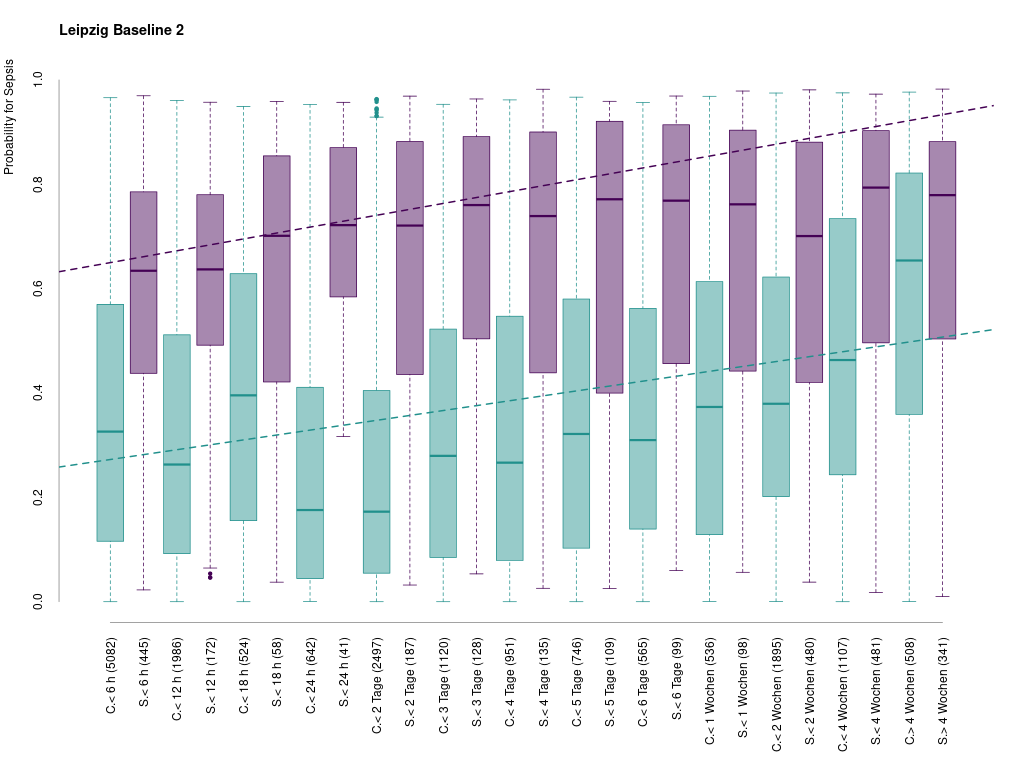 Leipzig Baseline 2
Probability for Sepsis
1.0
0.8
0.6
0.4
0.2
0.0
C.< 6 h (5082)
S.< 6 h (445)
C.< 12 h (1986)
S.< 12 h (172)
C.< 18 h (524)
S.< 18 h (58)
C.< 24 h (642)
S.< 24 h (41)
C.< 2 Tage (2497)
S.< 2 Tage (187)
C.< 3 Tage (1120)
S.< 3 Tage (128)
C.< 4 Tage (951)
S.< 4 Tage (135)
C.< 5 Tage (746)
S.< 5 Tage (109)
C.< 6 Tage (565)
S.< 6 Tage (99)
C.< 1 Wochen (536)
S.< 1 Wochen (98)
C.< 2 Wochen (1895)
S.< 2 Wochen (480)
C.< 4 Wochen (1107)
S.< 4 Wochen (481)
C.> 4 Wochen (508)
S.> 4 Wochen (341)